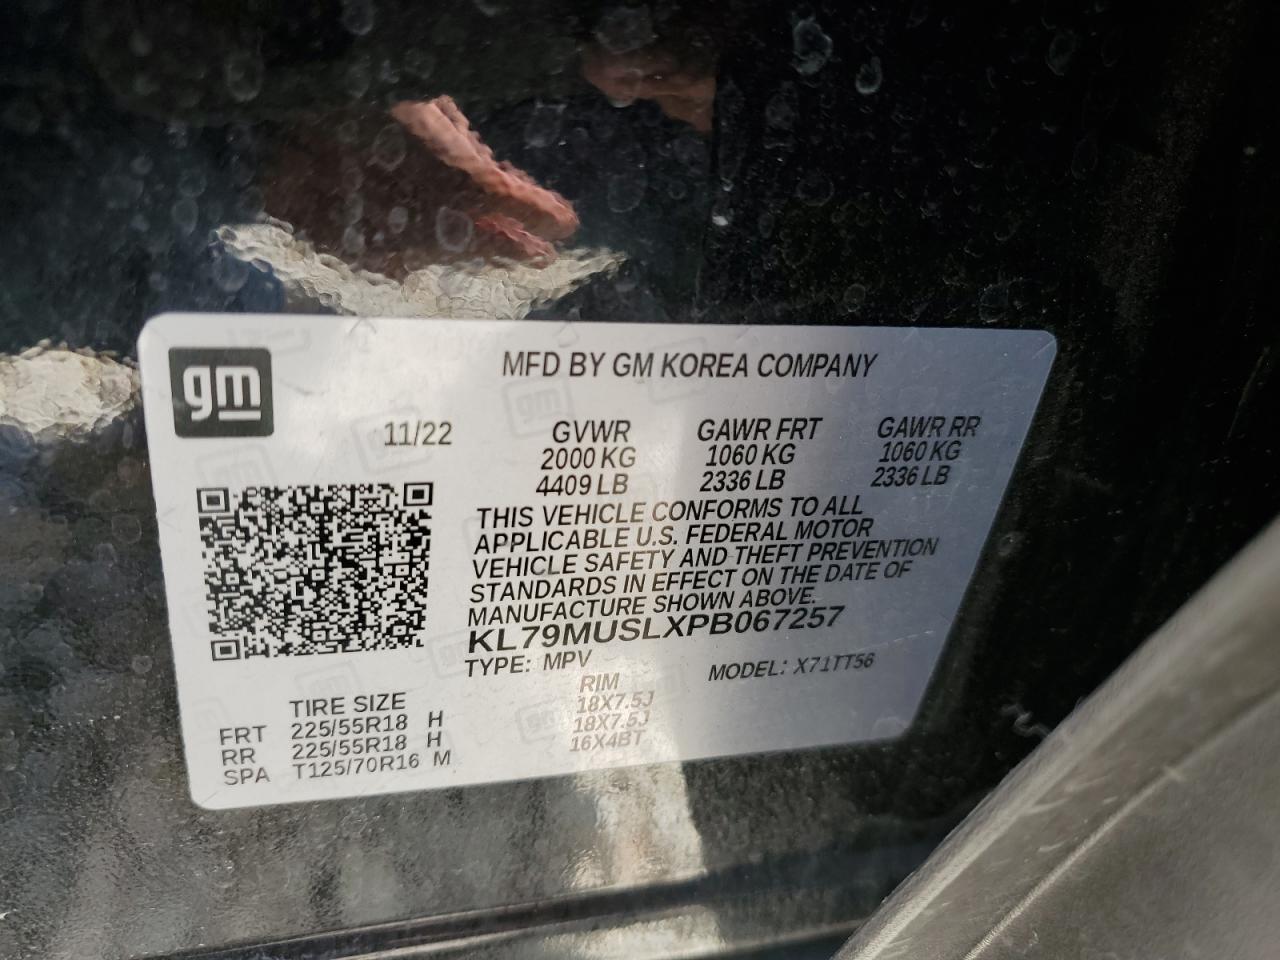 gm
MFD BY GM KOREA COMPANY
11/22 GVWR GAWR FRT GAWR RR
2000 KG 1060 KG 1060 KG
4409 LB 2336 LB 2336 LB
THIS VEHICLE CONFORMS TO ALL
APPLICABLE U.S. FEDERAL MOTOR
VEHICLE SAFETY AND THEFT PREVENTION
STANDARDS IN EFFECT ON THE DATE OF
MANUFACTURE SHOWN ABOVE.
KL79MUSLXPB067257
TYPE: MPV MODEL: X71TT56
TIRE SIZE RIM
FRT 225/55R18 H 18X7.5J
RR 225/55R18 H 18X7.5J
SPA T125/70R16 M 16X4BT